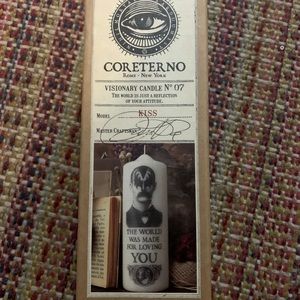 CORETERNO
ROME - NEW YORK
VISIONARY CANDLE Nº 07
THE WORLD IS JUST A REFLECTION
OF YOUR ATTITUDE.
MODEL KISS
MASTER CRAFTSMAN
THE WORLD
WAS MADE
FOR LOVING
YOU